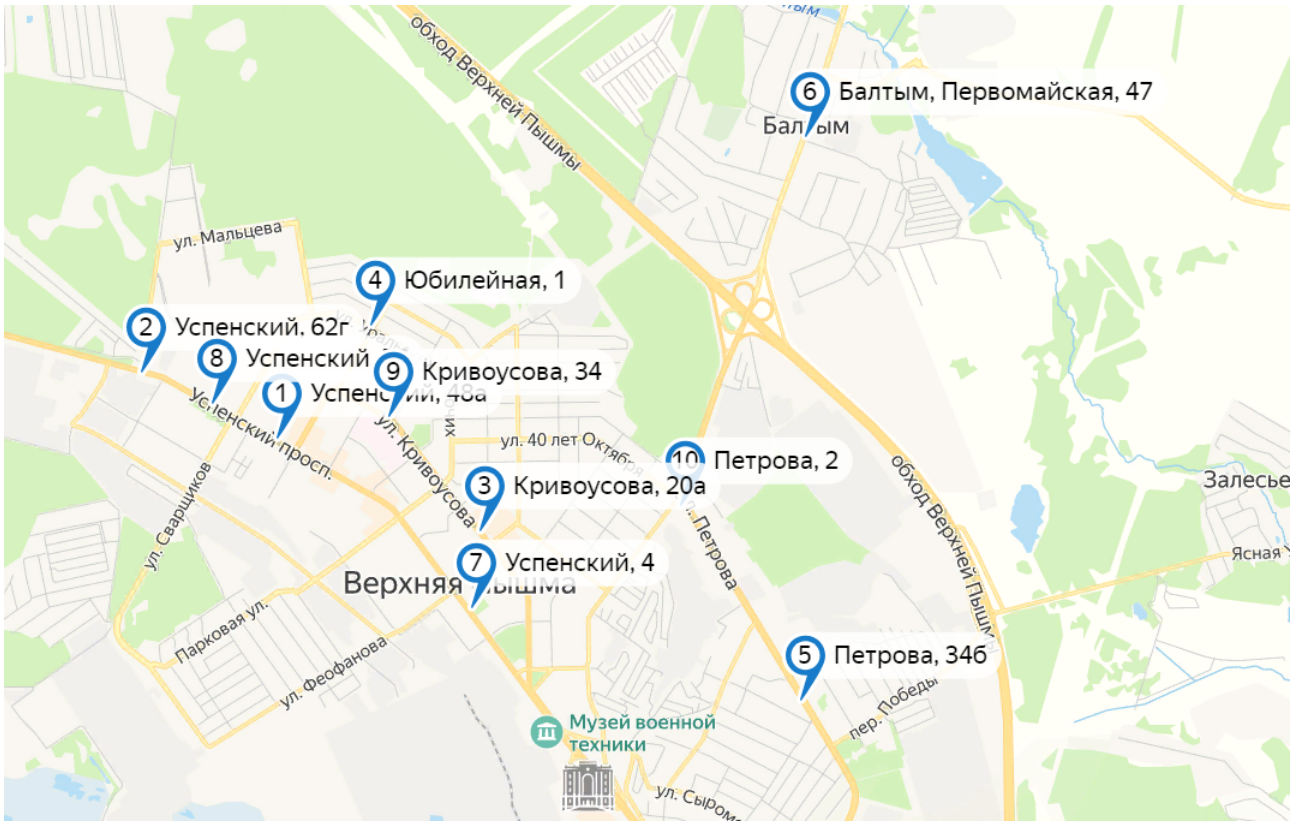 тым
обход Верхней Пышмы
6 Балтым, Первомайская, 47
Балтым
ул. Мальцева
4 Юбилейная, 1
2 Успенский, 62г
8 Успенский
9 Кривоусова, 34
1 Успенский, 48а
Успенский просп.
ул. Кривоусова
ул. 40 лет Октября
10 Петрова, 2
3 Кривоусова, 20а
обход Верхней Пышмы
Залесье
ул. Сварщиков
Петрова
Ясная
7 Успенский, 4
Верхняя Пышма
Парковая ул.
5 Петрова, 34б
ул. Феофанова
пер. Победы
Музей военной
техники
ул. Сыром